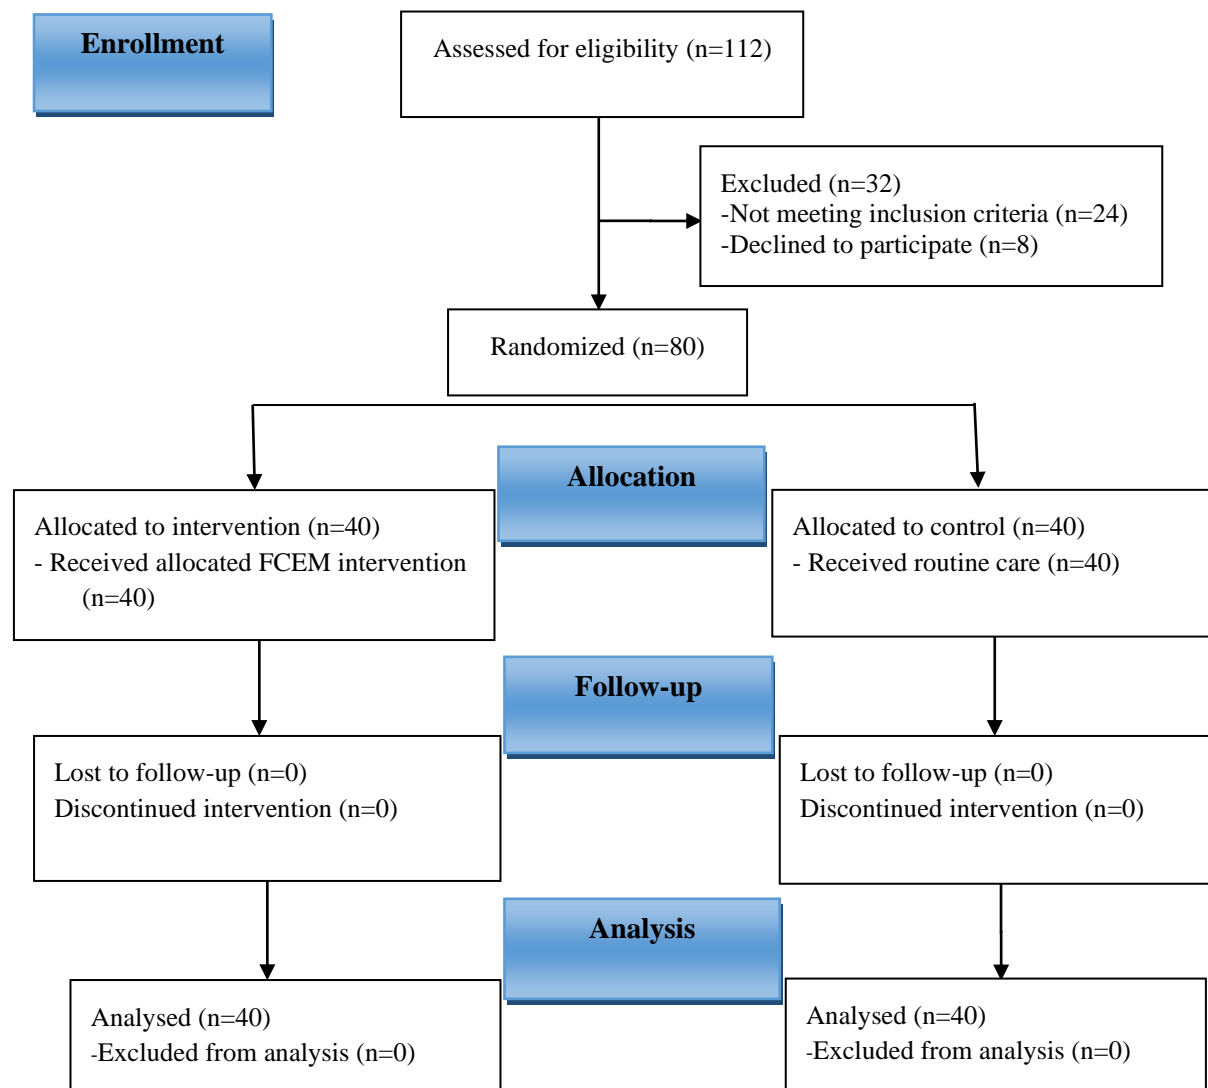 Enrollment
Assessed for eligibility (n=112)
Excluded (n=32)
-Not meeting inclusion criteria (n=24)
-Declined to participate (n=8)
Randomized (n=80)
Allocation
Allocated to intervention (n=40)
- Received allocated FCEM intervention
(n=40)
Allocated to control (n=40)
- Received routine care (n=40)
Follow-up
Lost to follow-up (n=0)
Discontinued intervention (n=0)
Lost to follow-up (n=0)
Discontinued intervention (n=0)
Analysis
Analysed (n=40)
-Excluded from analysis (n=0)
Analysed (n=40)
-Excluded from analysis (n=0)